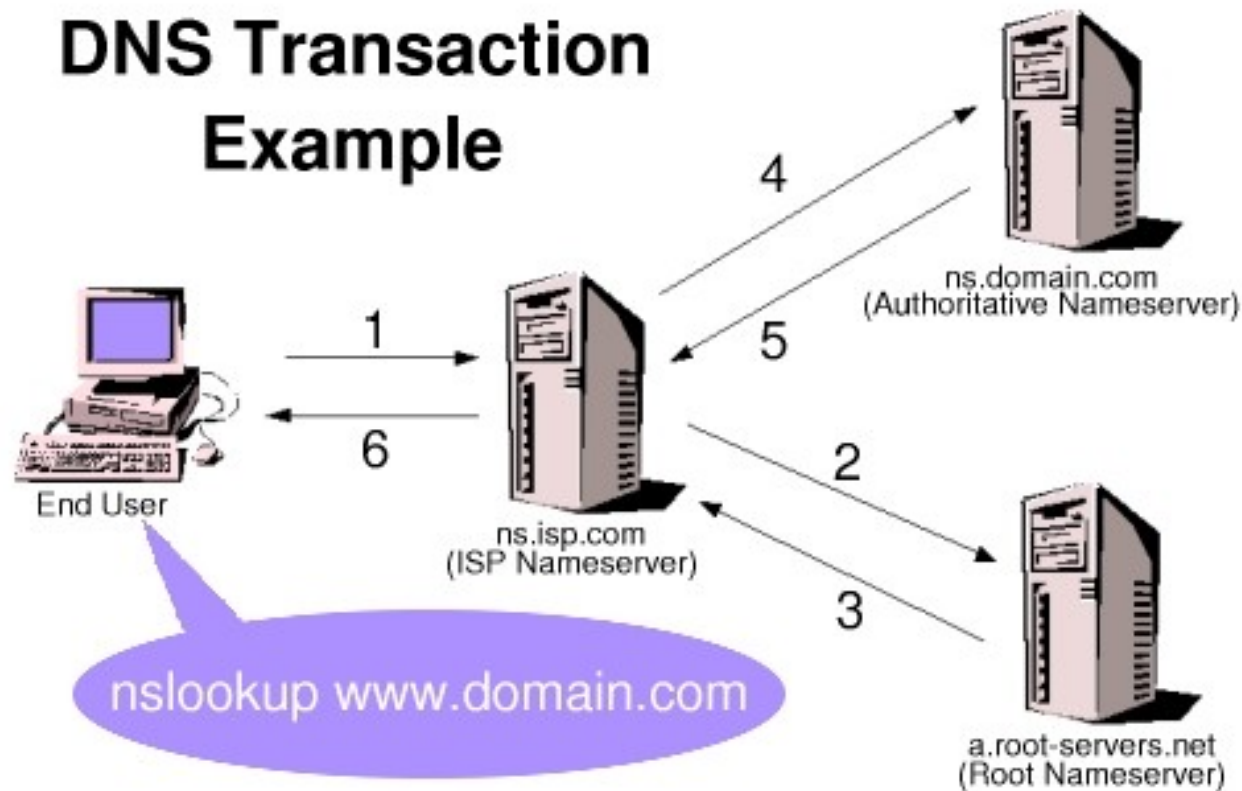 DNS Transaction
Example
4
ns.domain.com
(Authoritative Nameserver)
1
5
6
2
End User
ns.isp.com
(ISP Nameserver)
3
nslookup www.domain.com
a.root-servers.net
(Root Nameserver)